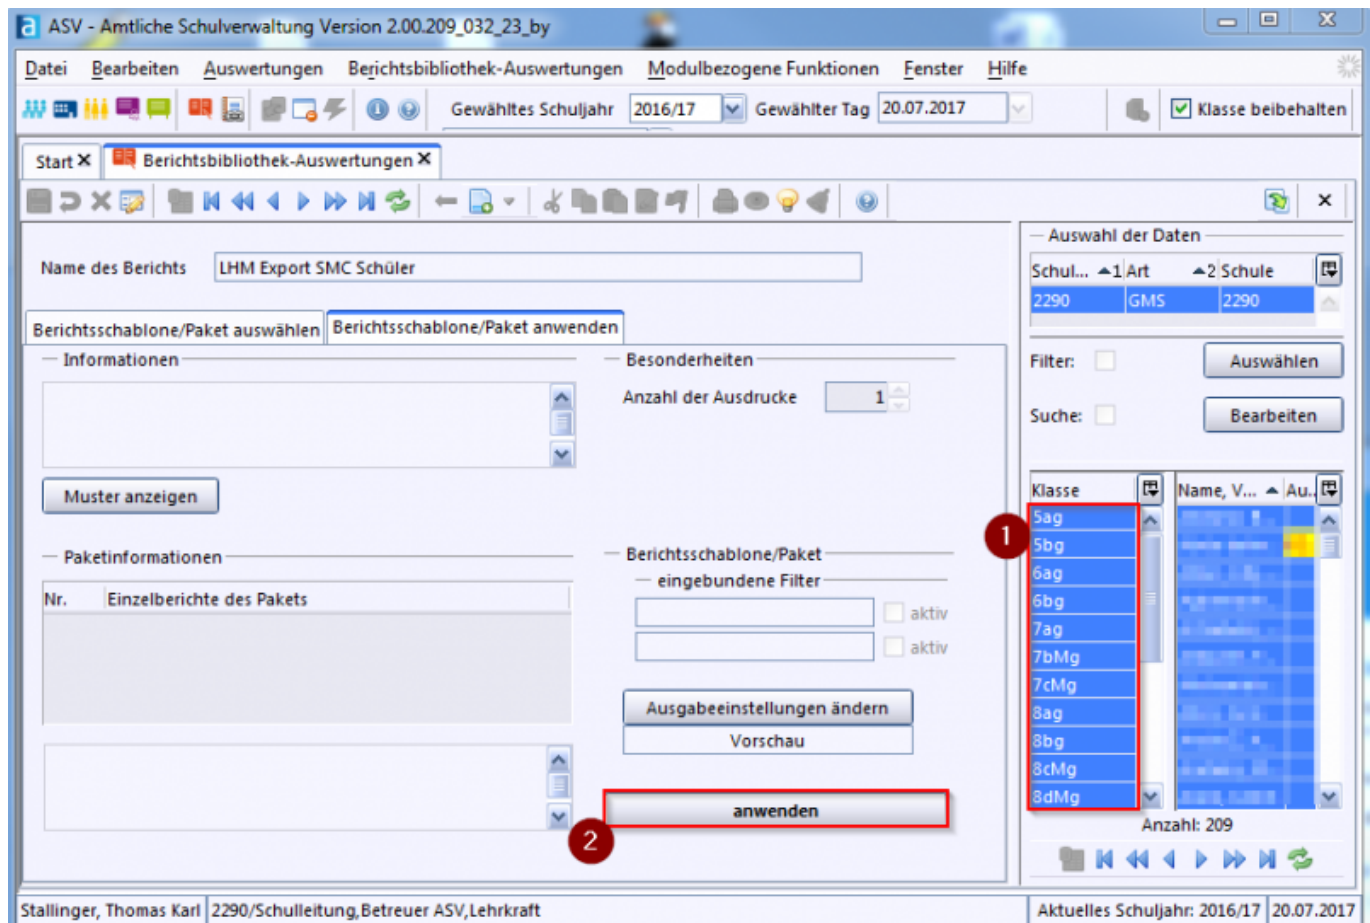 ASV - Amtliche Schulverwaltung Version 2.00.209_032_23_by
Datei Bearbeiten Auswertungen Berichtsbibliothek-Auswertungen Modulbezogene Funktionen Fenster Hilfe
Gewähltes Schuljahr 2016/17 Gewählter Tag 20.07.2017 Klasse beibehalten
Start Berichtsbibliothek-Auswertungen
Name des Berichts LHM Export SMC Schüler
Berichtsschablone/Paket auswählen Berichtsschablone/Paket anwenden
Informationen
Muster anzeigen
Besonderheiten
Anzahl der Ausdrucke 1
Paketinformationen
Nr. Einzelberichte des Pakets
Berichtsschablone/Paket
eingebundene Filter
aktiv
aktiv
Ausgabeeinstellungen ändern
Vorschau
2
anwenden
Auswahl der Daten
Schul... 1 Art 2 Schule
2290 GMS 2290
Filter: Auswählen
Suche: Bearbeiten
Klasse Name, V... Au..
1
5ag
5bg
6ag
6bg
7ag
7bMg
7cMg
8ag
8bg
8cMg
8dMg
Anzahl: 209
Stallinger, Thomas Karl 2290/Schulleitung,Betreuer ASV,Lehrkraft Aktuelles Schuljahr: 2016/17 20.07.2017